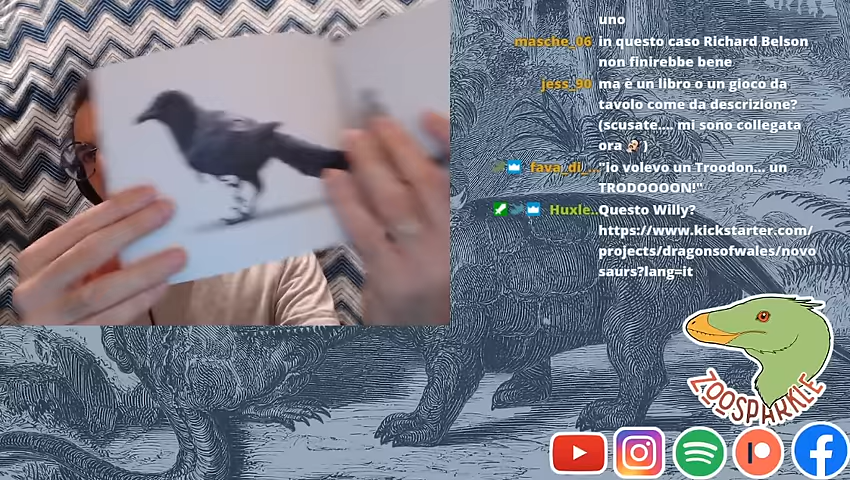 uno
masche_06 in questo caso Richard Belson
non finirebbe bene
jess_90 ma è un libro o un gioco da
tavolo come da descrizione?
(scusate.... mi sono collegata
ora )
fava_di_... "Io volevo un Troodon... un
TRODOOOON!"
Huxle.. Questo Willy?
https://www.kickstarter.com/
projects/dragonsofwales/novo
saurs?lang=it
ZOOSPARKLE